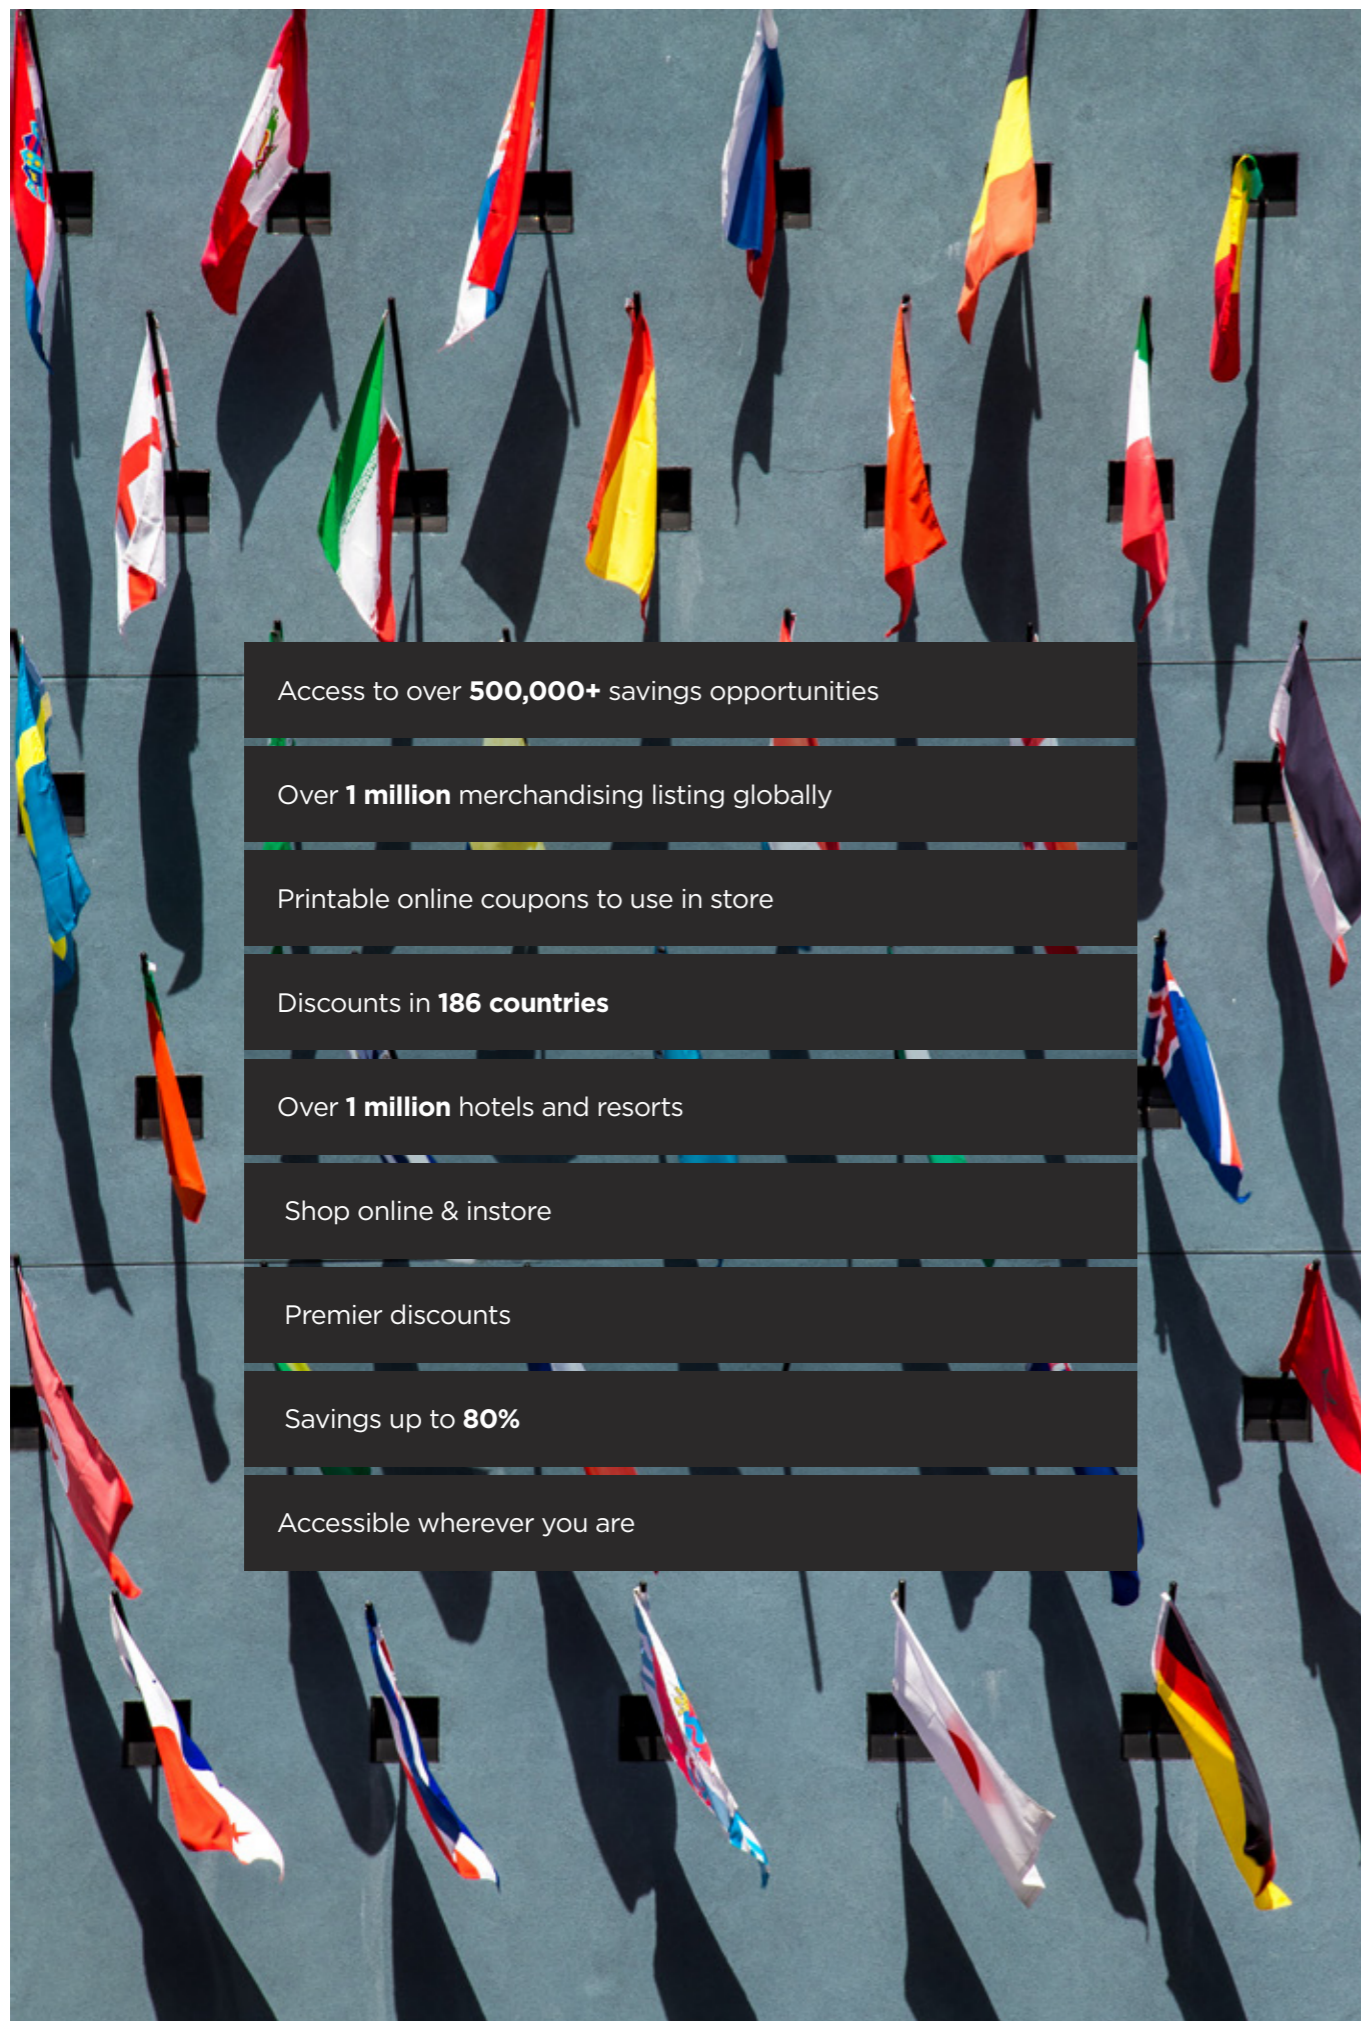 Access to over 500,000+ savings opportunities
Over 1 million merchandising listing globally
Printable online coupons to use in store
Discounts in 186 countries
Over 1 million hotels and resorts
Shop online & instore
Premier discounts
Savings up to 80%
Accessible wherever you are